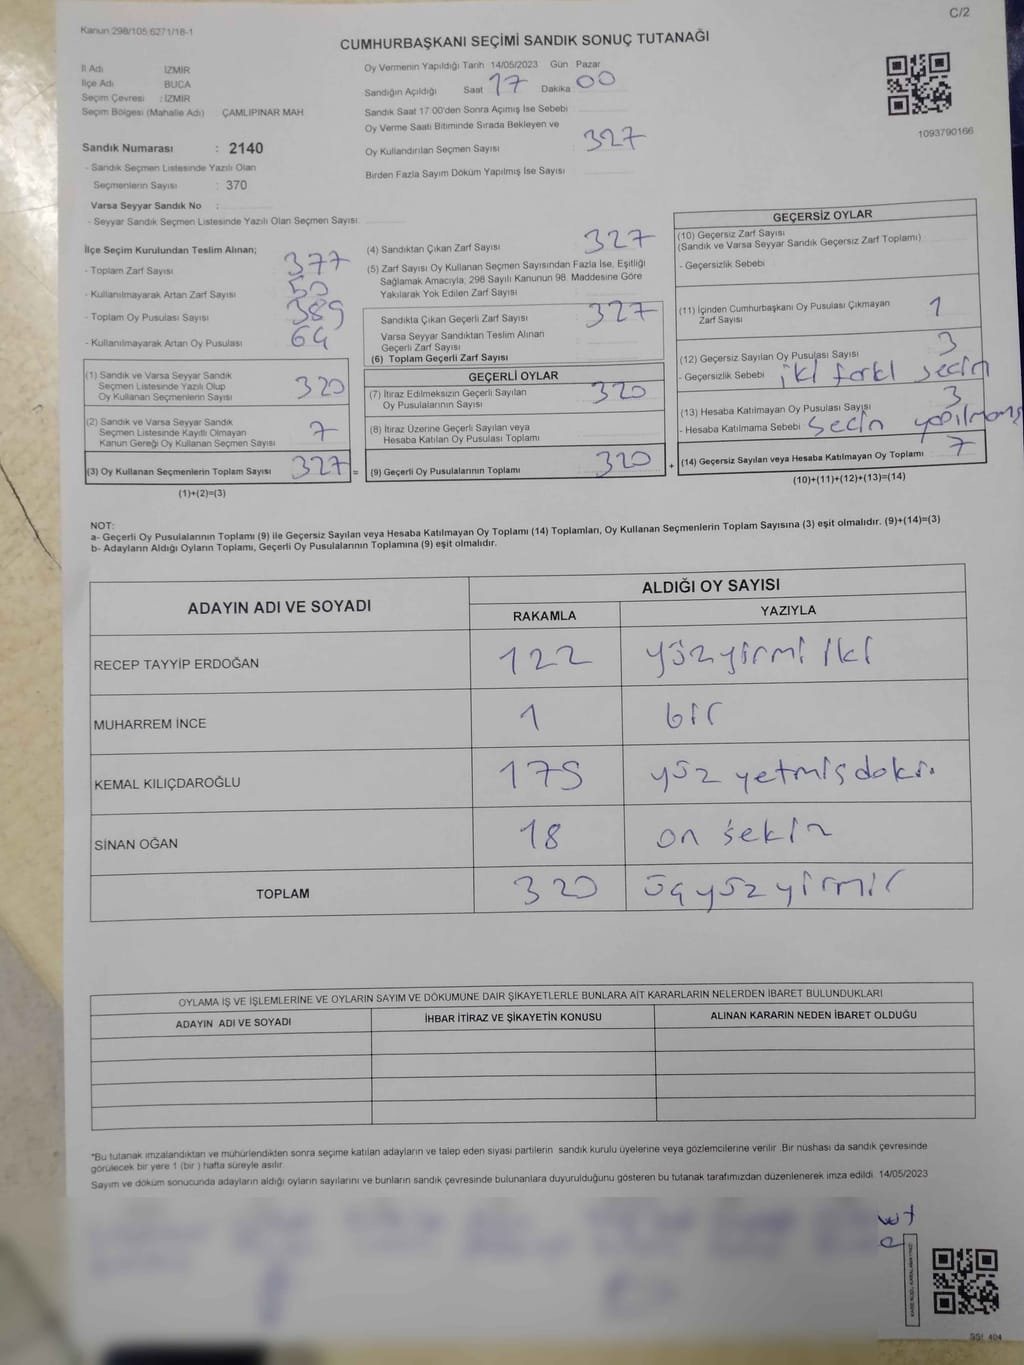 C/2
Kanun 298/105,6271/18-1
CUMHURBAŞKANI SEÇİMİ SANDIK SONUÇ TUTANAĞI
İl Adı İZMİR
İlçe Adı BUCA
Seçim Çevresi : İZMİR
Seçim Bölgesi (Mahalle Adı) ÇAMLIPINAR MAH.
Sandık Numarası : 2140
- Sandık Seçmen Listesinde Yazılı Olan
Seçmenlerin Sayısı : 370
Varsa Seyyar Sandık No :
- Seyyar Sandık Seçmen Listesinde Yazılı Olan Seçmen Sayısı:
Oy Vermenin Yapıldığı Tarih 14/05/2023 Gün Pazar
Sandığın Açıldığı Saat 17 Dakika 00
Sandık Saat 17:00'den Sonra Açımış İse Sebebi
Oy Verme Saati Bitiminde Sırada Bekleyen ve
Oy Kullandırılan Seçmen Sayısı 327
Birden Fazla Sayım Döküm Yapılmış İse Sayısı
1093790166
İlçe Seçim Kurulundan Teslim Alınan;
- Toplam Zarf Sayısı 377
- Kullanılmayarak Artan Zarf Sayısı 50
- Toplam Oy Pusulası Sayısı 389
- Kullanılmayarak Artan Oy Pusulası 64
(1) Sandık ve Varsa Seyyar Sandık
Seçmen Listesinde Yazılı Olup
Oy Kullanan Seçmenlerin Sayısı 320
(2) Sandık ve Varsa Seyyar Sandık
Seçmen Listesinde Kayıtlı Olmayan
Kanun Gereği Oy Kullanan Seçmen Sayısı 7
(3) Oy Kullanan Seçmenlerin Toplam Sayısı 327 =
(1)+(2)=(3)
(4) Sandıktan Çıkan Zarf Sayısı 327
(5) Zarf Sayısı Oy Kullanan Seçmen Sayısından Fazla İse, Eşitliği
Sağlamak Amacıyla; 298 Sayılı Kanunun 98. Maddesine Göre
Yakılarak Yok Edilen Zarf Sayısı
Sandıkta Çıkan Geçerli Zarf Sayısı 327
Varsa Seyyar Sandıktan Teslim Alınan
Geçerli Zarf Sayısı
(6) Toplam Geçerli Zarf Sayısı
GEÇERLİ OYLAR
(7) İtiraz Edilmeksizin Geçerli Sayılan
Oy Pusulalarının Sayısı 320
(8) İtiraz Üzerine Geçerli Sayılan veya
Hesaba Katılan Oy Pusulası Toplamı
(9) Geçerli Oy Pusulalarının Toplamı 320 +
GEÇERSİZ OYLAR
(10) Geçersiz Zarf Sayısı
(Sandık ve Varsa Seyyar Sandık Geçersiz Zarf Toplamı)
- Geçersizlik Sebebi
(11) İçinden Cumhurbaşkanı Oy Pusulası Çıkmayan
Zarf Sayısı 1
(12) Geçersiz Sayılan Oy Pusulası Sayısı 3
- Geçersizlik Sebebi iki farkl secim
(13) Hesaba Katılmayan Oy Pusulası Sayısı 3
- Hesaba Katılmama Sebebi Secim yapılmamış
(14) Geçersiz Sayılan veya Hesaba Katılmayan Oy Toplamı 7
(10)+(11)+(12)+(13)=(14)
NOT:
a- Geçerli Oy Pusulalarının Toplamı (9) ile Geçersiz Sayılan veya Hesaba Katılmayan Oy Toplamı (14) Toplamları, Oy Kullanan Seçmenlerin Toplam Sayısına (3) eşit olmalıdır. (9)+(14)=(3)
b- Adayların Aldığı Oyların Toplamı, Geçerli Oy Pusulalarının Toplamına (9) eşit olmalıdır.
ADAYIN ADI VE SOYADI ALDIĞI OY SAYISI
RAKAMLA YAZIYLA
RECEP TAYYİP ERDOĞAN 122 yüzyirmi iki
MUHARREM İNCE 1 bir
KEMAL KILIÇDAROĞLU 179 yüz yetmiş
SİNAN OĞAN 18 on sekiz
TOPLAM 320 üçyüzyirmi
OYLAMA İŞ VE İŞLEMLERİNE VE OYLARIN SAYIM VE DÖKÜMÜNE DAİR ŞİKAYETLERLE BUNLARA AİT KARARLARIN NELERDEN İBARET BULUNDUKLARI
ADAYIN ADI VE SOYADI İHBAR İTİRAZ VE ŞİKAYETİN KONUSU ALINAN KARARIN NEDEN İBARET OLDUĞU
"Bu tutanak imzalandıktan ve mühürlendikten sonra seçime katılan adayların ve talep eden siyasi partilerin sandık kurulu üyelerine veya gözlemcilerine verilir. Bir nüshası da sandık çevresinde
görülecek bir yere 1 (bir ) hafta süreyle asılır.
Sayım ve döküm sonucunda adayların aldığı oyların sayılarını ve bunların sandık çevresinde bulunanlara duyurulduğunu gösteren bu tutanak tarafımızdan düzenlenerek imza edildi. 14/05/2023